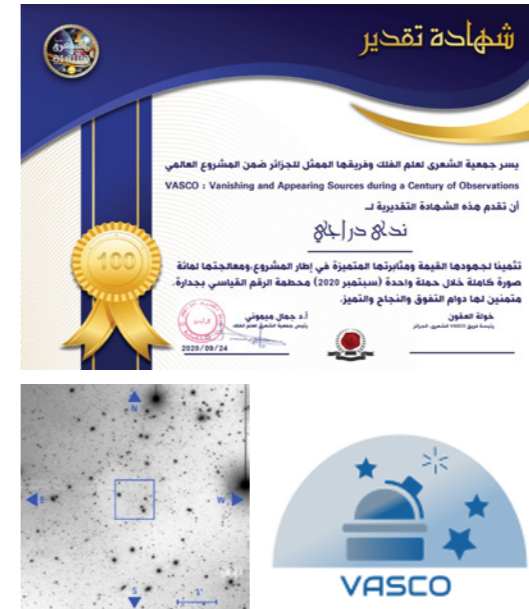 شهادة تقدير
يسر جمعية الشعرى لعلم الفلك وفريقها الممثل للجزائر ضمن المشروع العالمي
VASCO : Vanishing and Appearing Sources during a Century of Observations
أن تقدم هذه الشهادة التقديرية لـ
ندى دراجي
تثمينا لجهودها القيمة ومثابرتها المتميزة في إطار المشروع،ومعالجتها لمائة
صورة كاملة خلال حملة واحدة (سبتمبر 2020) محطمة الرقم القياسي بجدارة.
متمنين لها دوام التفوق والنجاح والتميز.
أ.د جمال ميموني
رئيس جمعية الشعرى لعلم الفلك
خولة العقون
رئيسة فريق VASCO الشعرى، الجزائر
2020/09/24
100
N
E
W
S
1'
VASCO